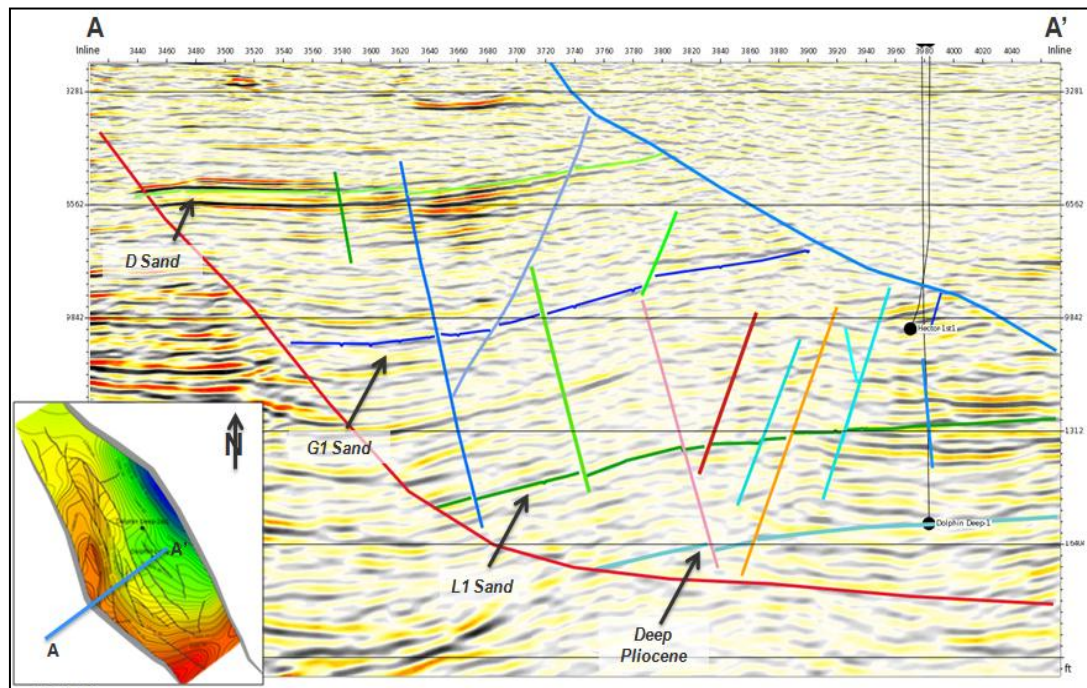 A A'
Inline 3440 3460 3480 3500 3520 3540 3560 3580 3600 3620 3640 3660 3680 3700 3720 3740 3760 3780 3800 3820 3840 3860 3880 3900 3920 3940 3960 3980 4000 4020 4040 Inline
3281 3281
6562 6562
D Sand
9842 9842
Hector-1st1
G1 Sand
1312 1312
N
Dolphin Deep-1
L1 Sand
A'
Deep
Pliocene
A
ft